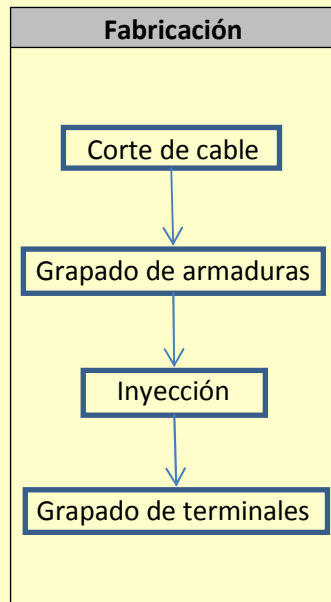 Fabricación
Corte de cable
Grapado de armaduras
Inyección
Grapado de terminales